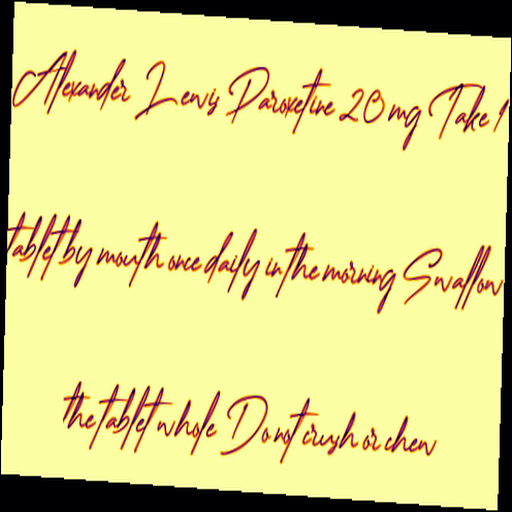 Alexander Lewis Paroxetine 20 mg Take 1
tablet by mouth once daily in the morning Swallow
the tablet whole Do not crush or chew